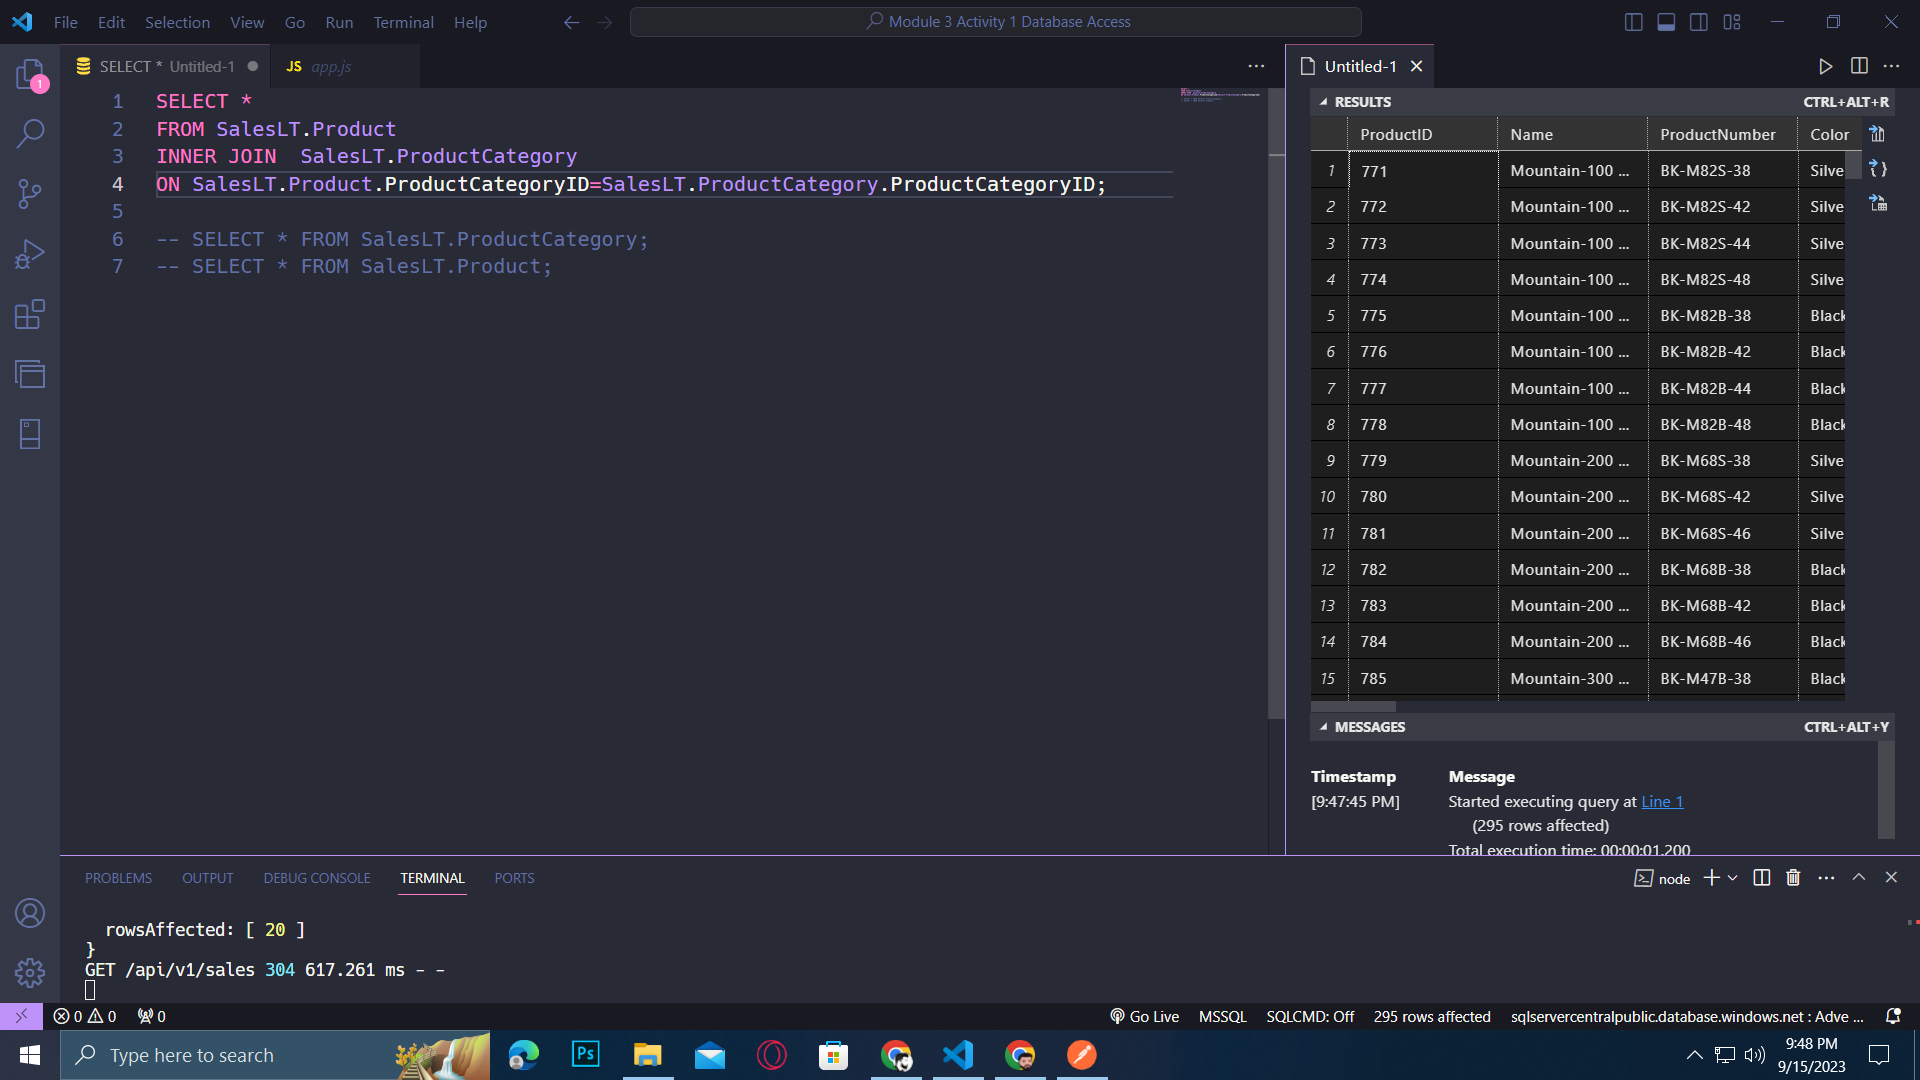 File Edit Selection View Go Run Terminal Help
Module 3 Activity 1 Database Access
SELECT * Untitled-1
JS app.js
1 SELECT *
2 FROM SalesLT.Product
3 INNER JOIN  SalesLT.ProductCategory
4 ON SalesLT.Product.ProductCategoryID=SalesLT.ProductCategory.ProductCategoryID;
5
6 -- SELECT * FROM SalesLT.ProductCategory;
7 -- SELECT * FROM SalesLT.Product;
1
Untitled-1
RESULTS CTRL+ALT+R
ProductID Name ProductNumber Color
1 771 Mountain-100 ... BK-M82S-38 Silve
2 772 Mountain-100 ... BK-M82S-42 Silve
3 773 Mountain-100 ... BK-M82S-44 Silve
4 774 Mountain-100 ... BK-M82S-48 Silve
5 775 Mountain-100 ... BK-M82B-38 Black
6 776 Mountain-100 ... BK-M82B-42 Black
7 777 Mountain-100 ... BK-M82B-44 Black
8 778 Mountain-100 ... BK-M82B-48 Black
9 779 Mountain-200 ... BK-M68S-38 Silve
10 780 Mountain-200 ... BK-M68S-42 Silve
11 781 Mountain-200 ... BK-M68S-46 Silve
12 782 Mountain-200 ... BK-M68B-38 Black
13 783 Mountain-200 ... BK-M68B-42 Black
14 784 Mountain-200 ... BK-M68B-46 Black
15 785 Mountain-300 ... BK-M47B-38 Black
MESSAGES CTRL+ALT+Y
Timestamp Message
[9:47:45 PM] Started executing query at Line 1
(295 rows affected)
Total execution time: 00:00:01.200
PROBLEMS OUTPUT DEBUG CONSOLE TERMINAL PORTS
node
rowsAffected: [ 20 ]
}
GET /api/v1/sales 304 617.261 ms - -
0 0 0
Go Live MSSQL SQLCMD: Off 295 rows affected sqlservercentralpublic.database.windows.net : Adve ...
Type here to search
Ps
9:48 PM
9/15/2023